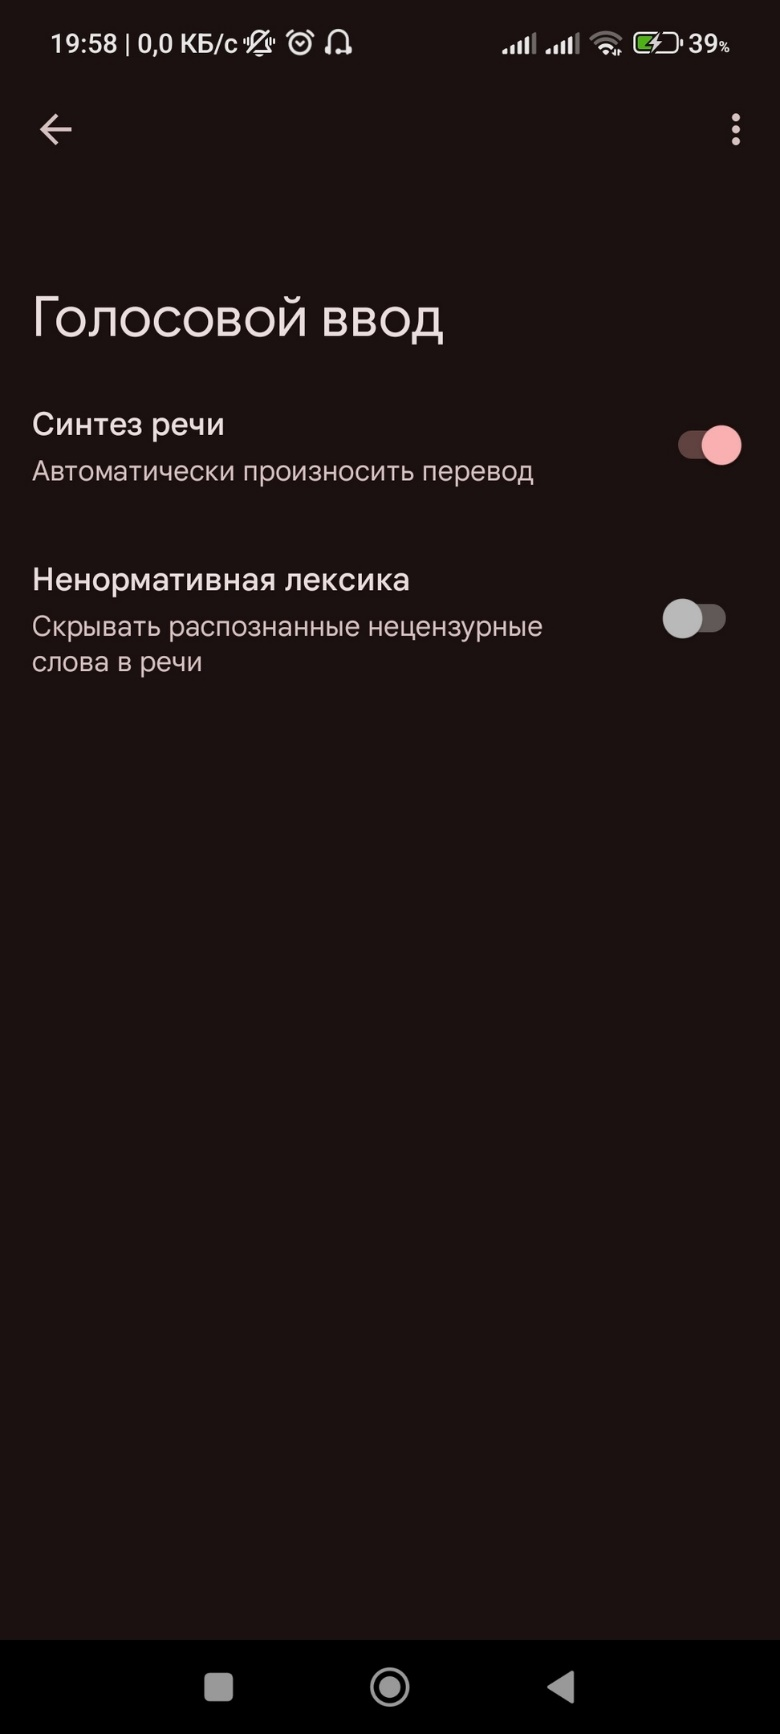 19:58 | 0,0 КБ/с 39%
Голосовой ввод
Синтез речи
Автоматически произносить перевод
Ненормативная лексика
Скрывать распознанные нецензурные
слова в речи